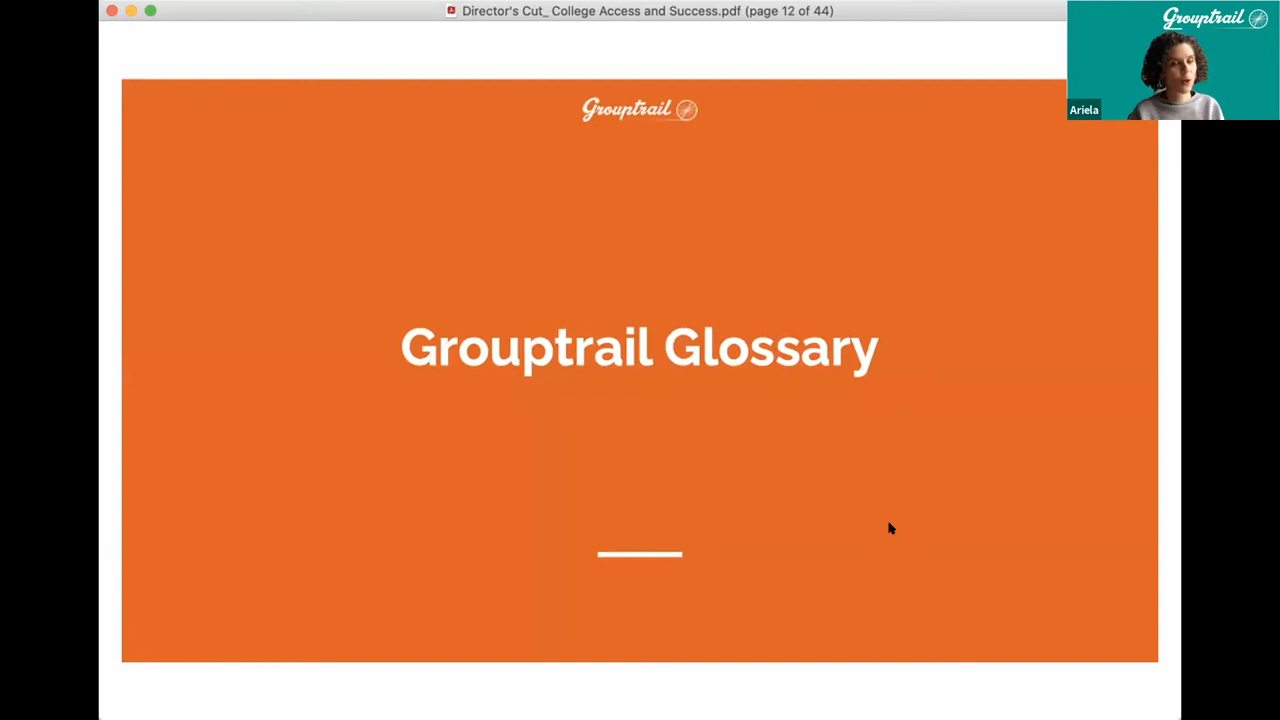 Director's Cut_ College Access and Success.pdf (page 12 of 44)
Grouptrail
Ariela
Grouptrail
Grouptrail Glossary